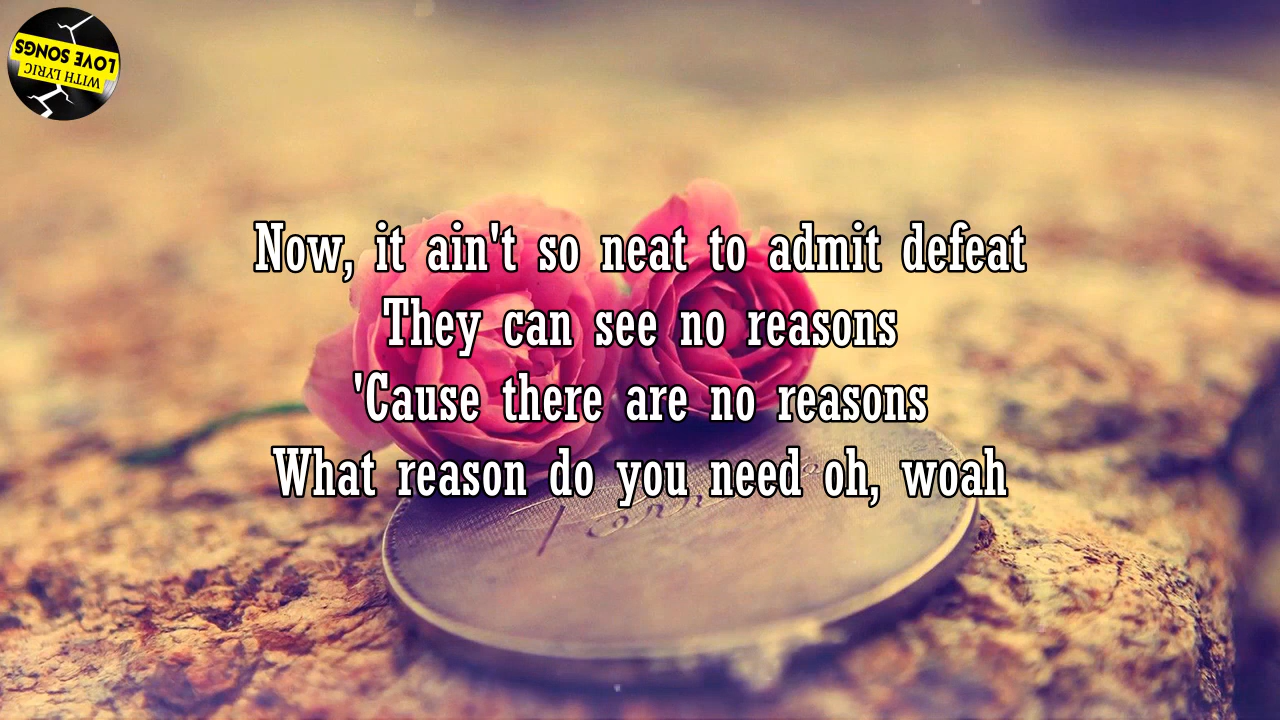 LOVE SONGS
WITH LYRIC
Now, it ain't so neat to admit defeat
They can see no reasons
'Cause there are no reasons
What reason do you need oh, woah